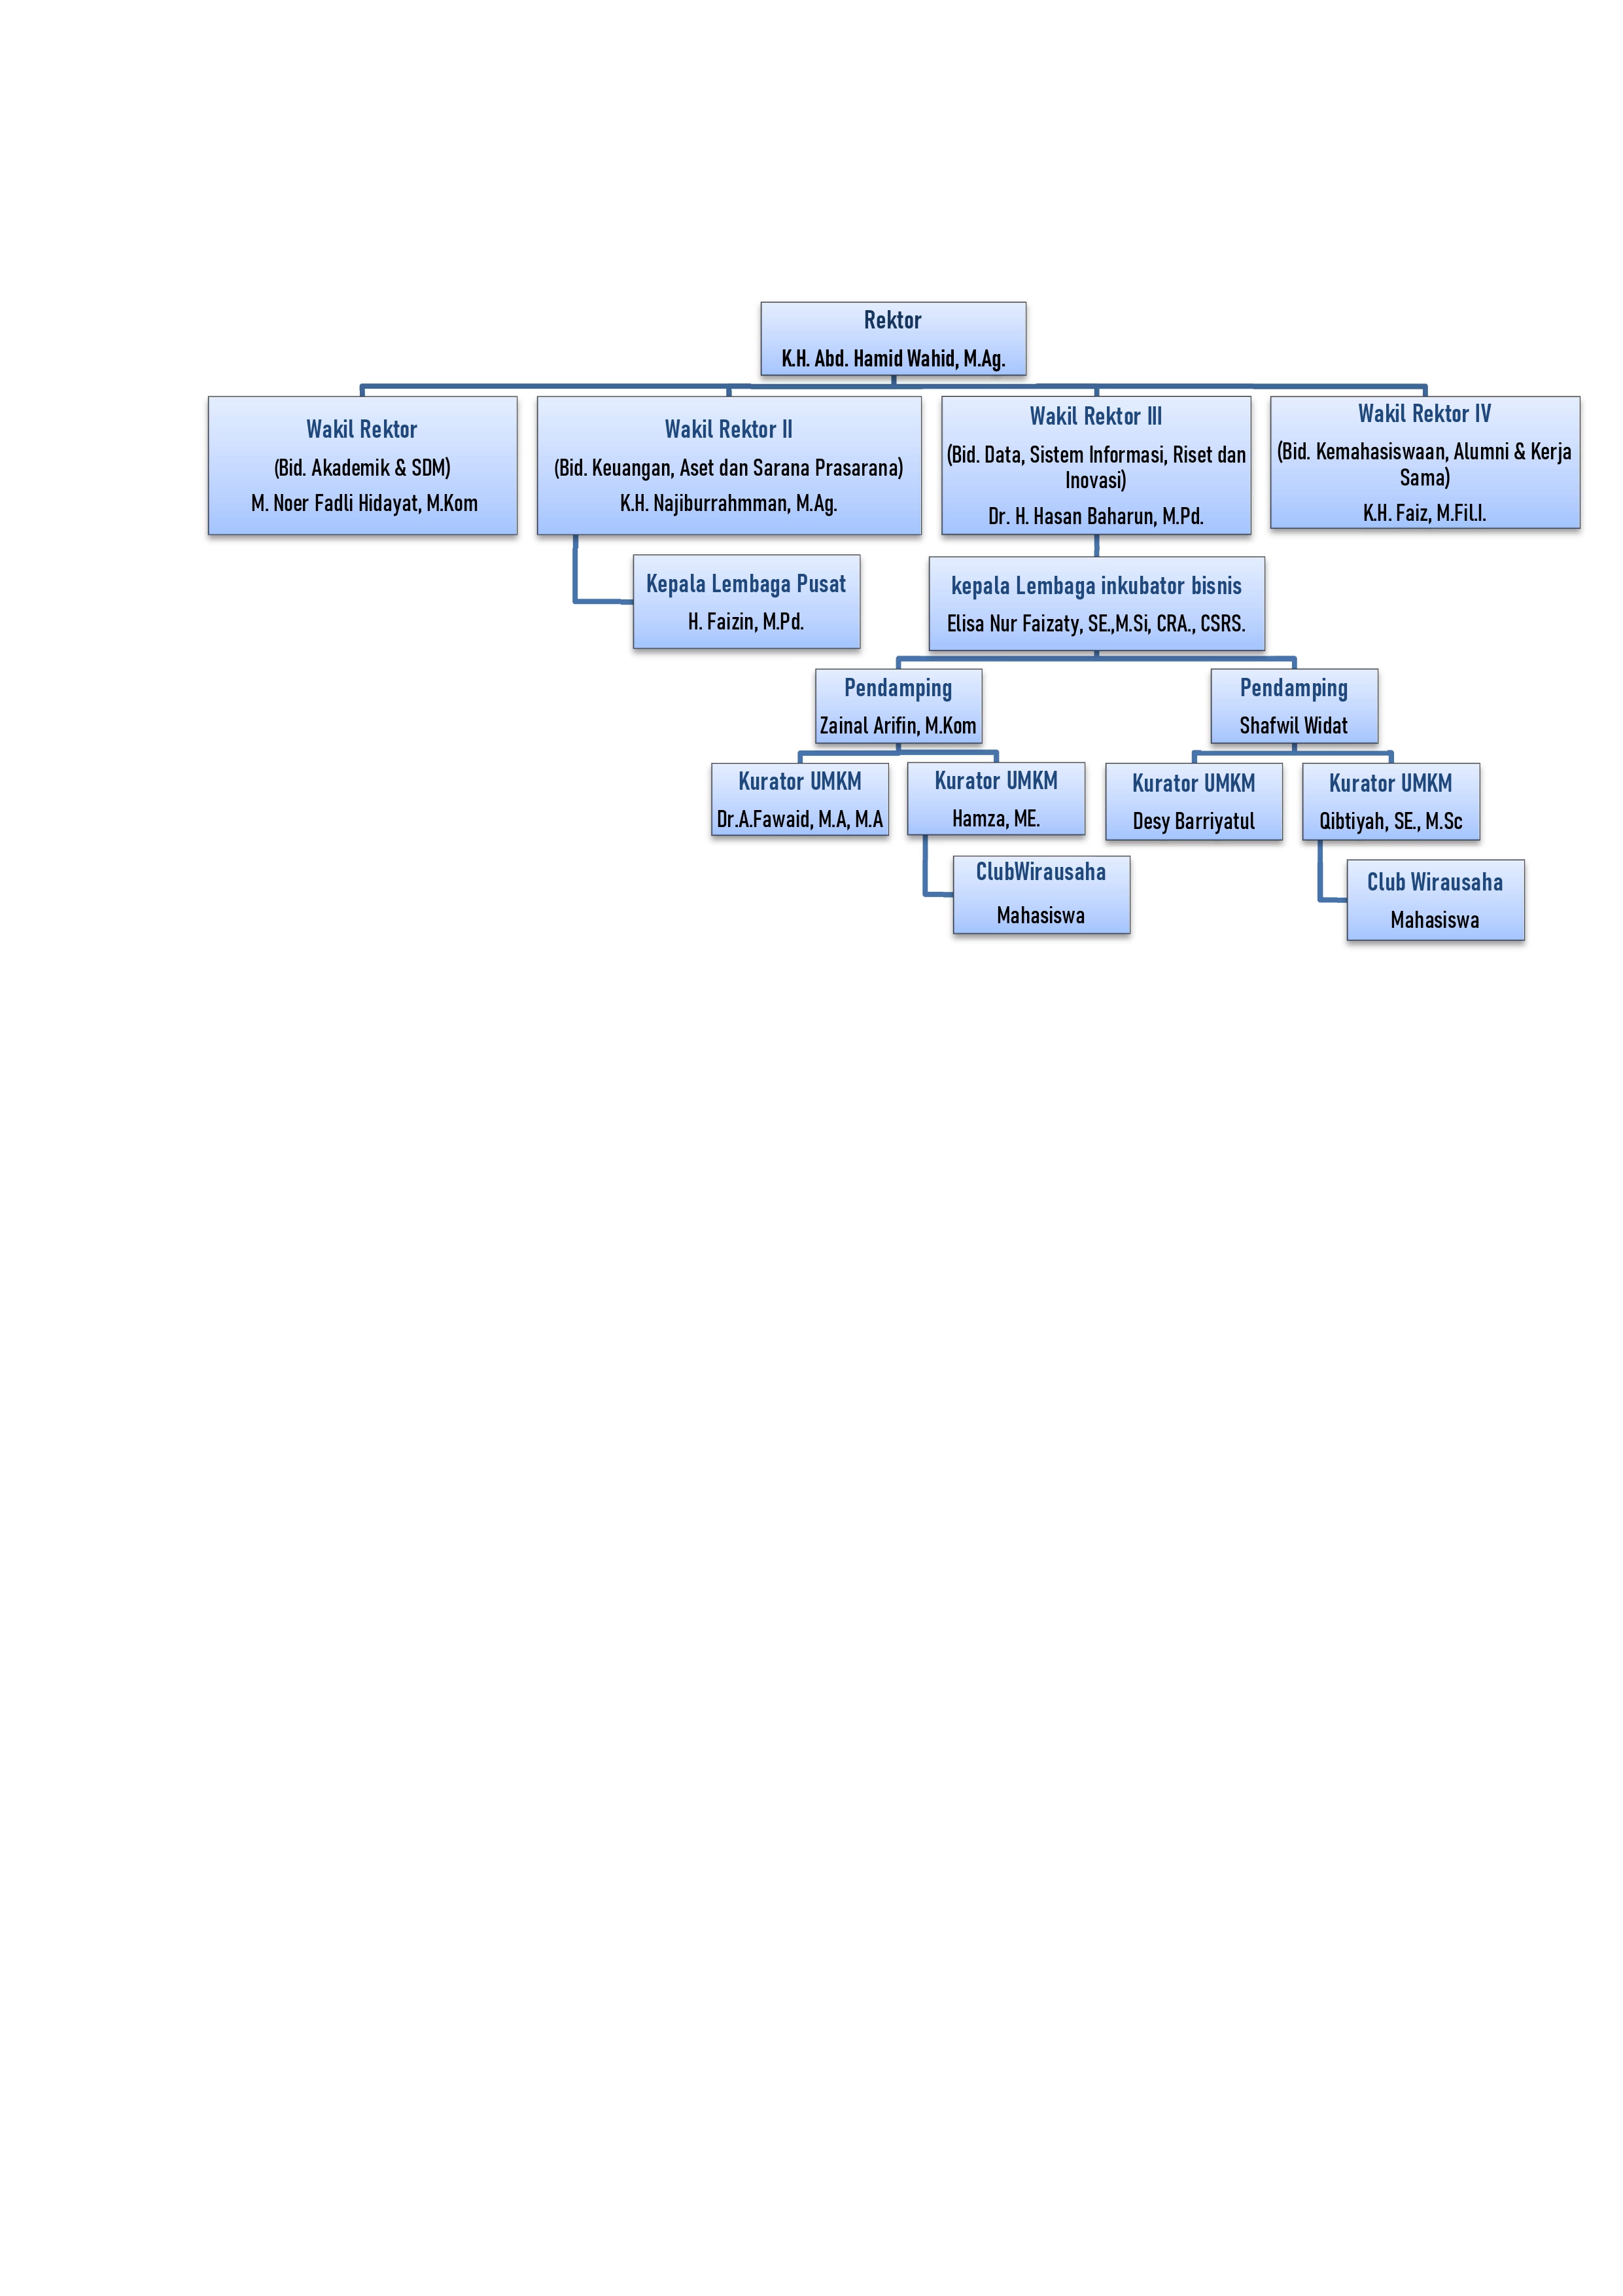 Rektor
K.H. Abd. Hamid Wahid, M.Ag.
Wakil Rektor
(Bid. Akademik & SDM)
M. Noer Fadli Hidayat, M.Kom
Wakil Rektor II
(Bid. Keuangan, Aset dan Sarana Prasarana)
K.H. Najiburrahmman, M.Ag.
Wakil Rektor III
(Bid. Data, Sistem Informasi, Riset dan
Inovasi)
Dr. H. Hasan Baharun, M.Pd.
Wakil Rektor IV
(Bid. Kemahasiswaan, Alumni & Kerja
Sama)
K.H. Faiz, M.Fil.I.
Kepala Lembaga Pusat
H. Faizin, M.Pd.
kepala Lembaga inkubator bisnis
Elisa Nur Faizaty, SE.,M.Si, CRA., CSRS.
Pendamping
Zainal Arifin, M.Kom
Pendamping
Shafwil Widat
Kurator UMKM
Dr.A.Fawaid, M.A, M.A
Kurator UMKM
Hamza, ME.
Kurator UMKM
Desy Barriyatul
Kurator UMKM
Qibtiyah, SE., M.Sc
ClubWirausaha
Mahasiswa
Club Wirausaha
Mahasiswa